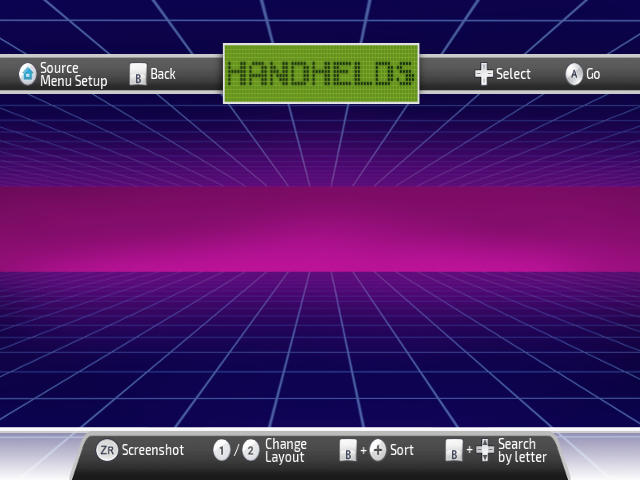 Source
Menu Setup
B Back
HANDHELDS
Select
A Go
ZR Screenshot
1 / 2 Change
Layout
B + + Sort
B + Search
by letter